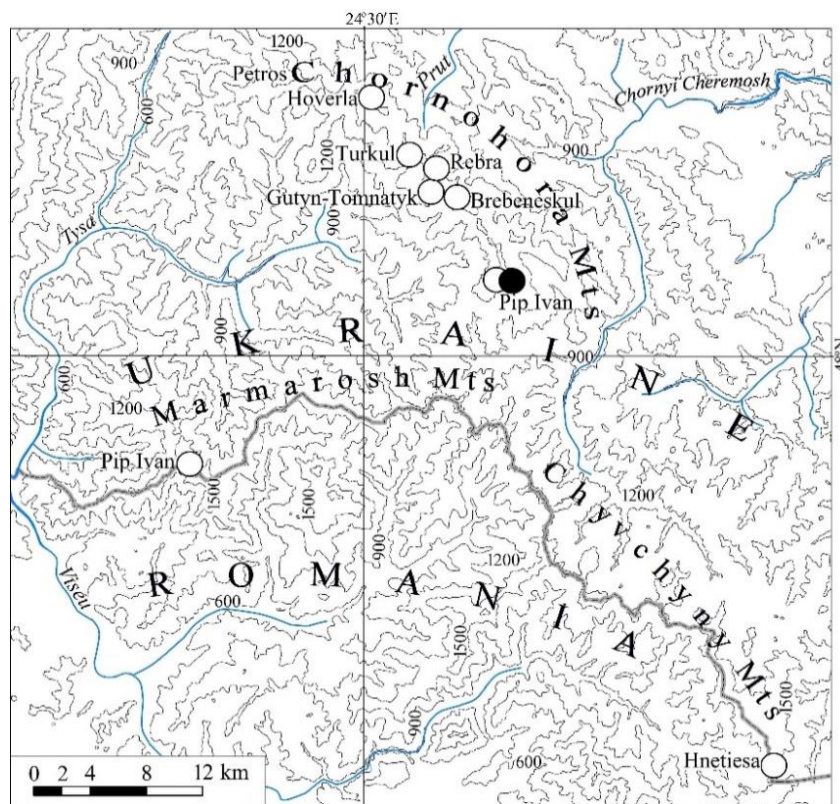 24°30′E
1200
900
Petros
Chornohora Mts
Prut
Chornyi Cheremosh
600
Hoverla
1200
900
Turkul
Rebra
Gutyn-Tomnatyk
Brebeneskul
900
Tysa
Pip Ivan
900
UKRAINE
900
600
Marmarosh Mts
1200
Pip Ivan
1500
1500
Chyvchyny Mts
1200
900
1200
ROMANIA
Viseu
600
1500
1500
900
600
Hnetiesa
0 2 4 8 12 km